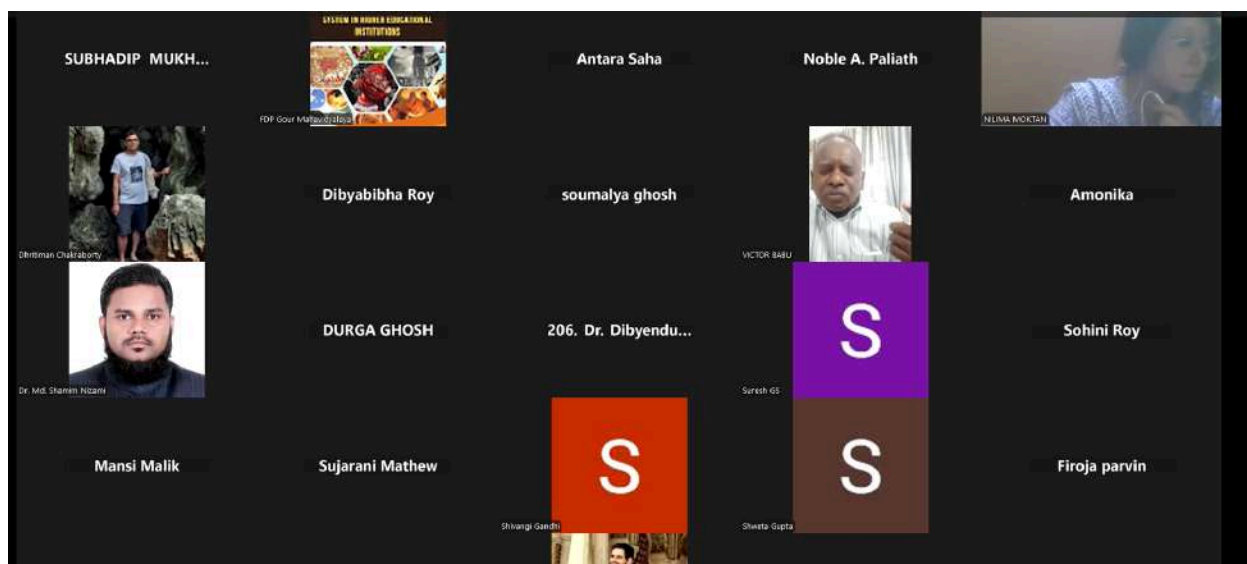 SUBHADIP MUKH...
SYSTEM IN HIGHER EDUCATIONAL
INSTITUTIONS
FDP Gour Mahavidyalaya
Antara Saha
Noble A. Paliath
NILIMA MOKTAN
Dhritiman Chakraborty
Dibyabibha Roy
soumalya ghosh
VICTOR BABU
Amonika
Dr. Md. Shamim Nizami
DURGA GHOSH
206. Dr. Dibyendu...
S
Suresh GS
Sohini Roy
Mansi Malik
Sujarani Mathew
S
Shivangi Gandhi
S
Shweta Gupta
Firoja parvin